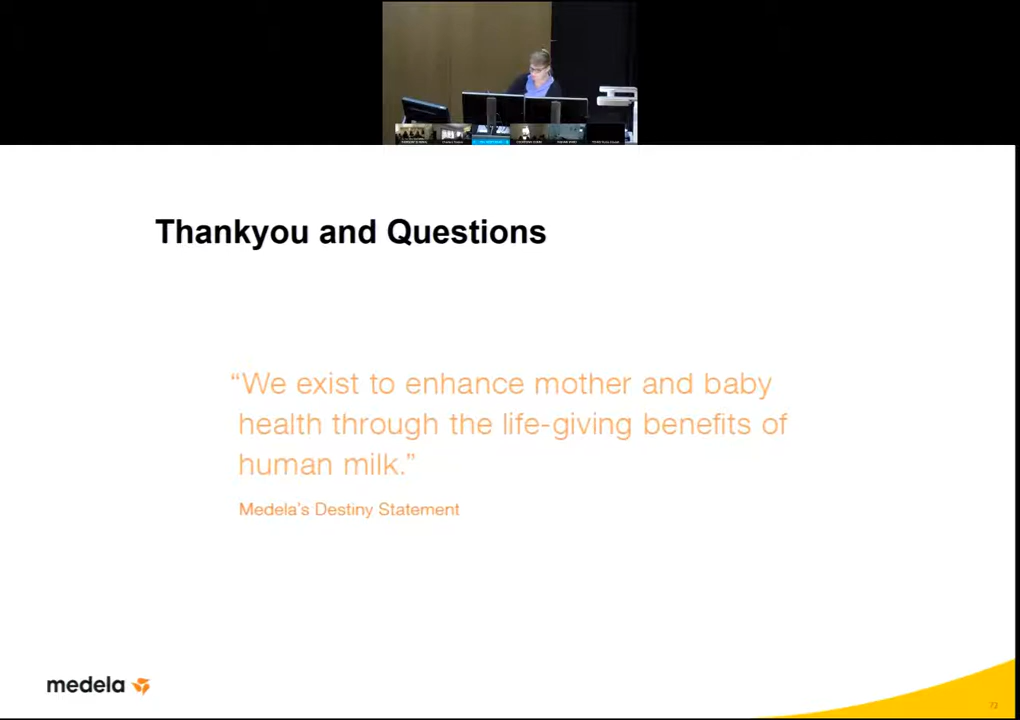 Thankyou and Questions
“We exist to enhance mother and baby
health through the life-giving benefits of
human milk.”
Medela’s Destiny Statement
medela
73